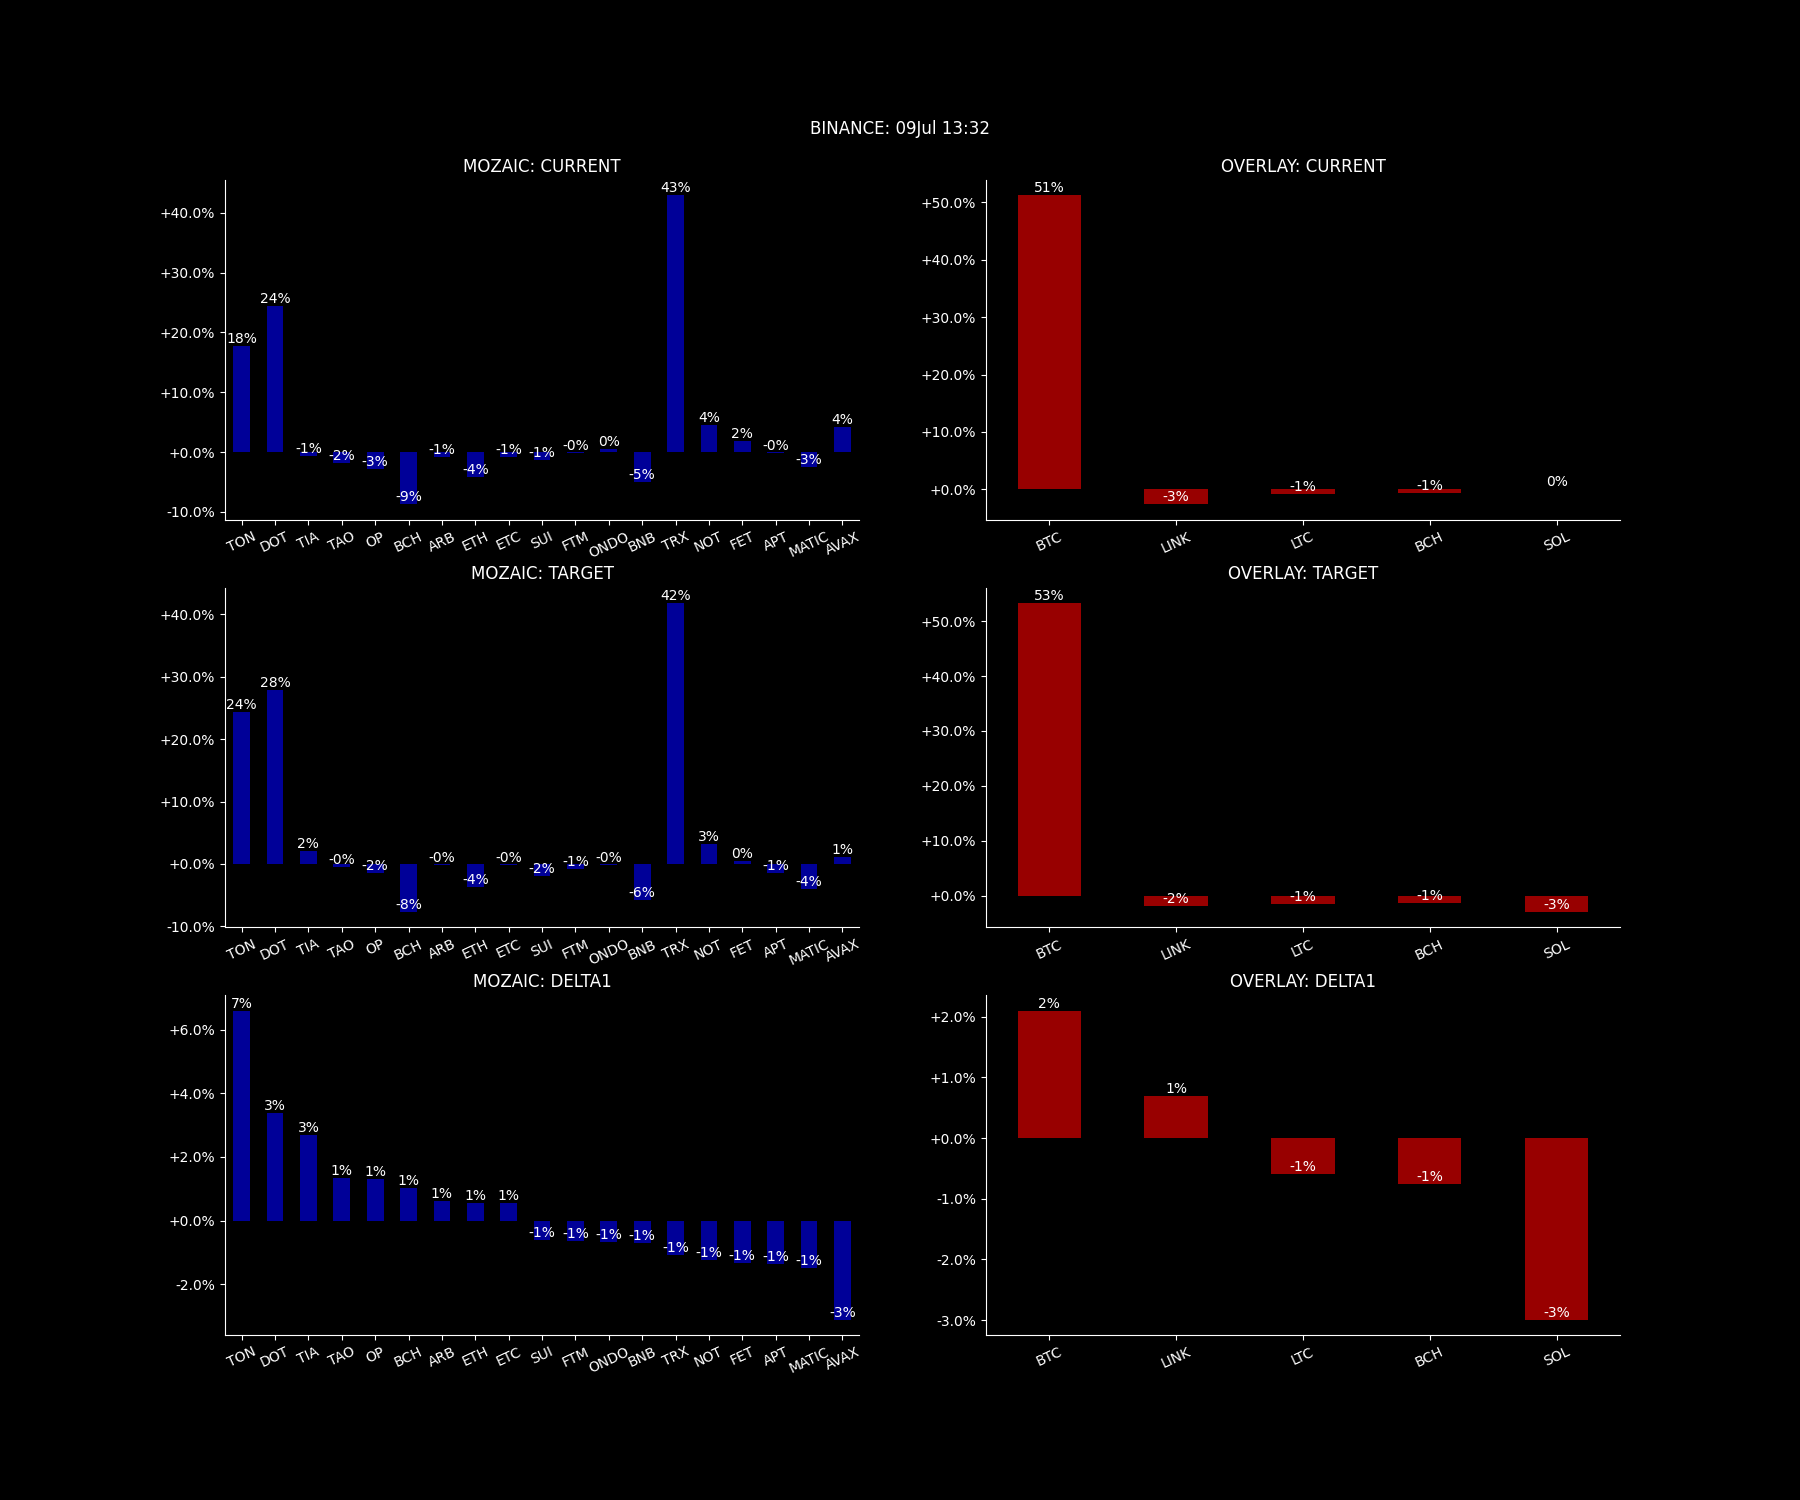 BINANCE: 09Jul 13:32
MOZAIC: CURRENT
+40.0%
+30.0%
+20.0%
+10.0%
+0.0%
-10.0%
18% 24% -1% -2% -3% -9% -1% -4% -1% -1% -0% 0% -5% 43% 4% 2% -0% -3% 4%
TON DOT TIA TAO OP BCH ARB ETH ETC SUI FTM ONDO BNB TRX NOT FET APT MATIC AVAX
OVERLAY: CURRENT
+50.0%
+40.0%
+30.0%
+20.0%
+10.0%
+0.0%
51% -3% -1% -1% 0%
BTC LINK LTC BCH SOL
MOZAIC: TARGET
+40.0%
+30.0%
+20.0%
+10.0%
+0.0%
-10.0%
24% 28% 2% -0% -2% -8% -0% -4% -0% -2% -1% -0% -6% 42% 3% 0% -1% -4% 1%
TON DOT TIA TAO OP BCH ARB ETH ETC SUI FTM ONDO BNB TRX NOT FET APT MATIC AVAX
OVERLAY: TARGET
+50.0%
+40.0%
+30.0%
+20.0%
+10.0%
+0.0%
53% -2% -1% -1% -3%
BTC LINK LTC BCH SOL
MOZAIC: DELTA1
+6.0%
+4.0%
+2.0%
+0.0%
-2.0%
7% 3% 3% 1% 1% 1% 1% 1% 1% -1% -1% -1% -1% -1% -1% -1% -1% -1% -3%
TON DOT TIA TAO OP BCH ARB ETH ETC SUI FTM ONDO BNB TRX NOT FET APT MATIC AVAX
OVERLAY: DELTA1
+2.0%
+1.0%
+0.0%
-1.0%
-2.0%
-3.0%
2% 1% -1% -1% -3%
BTC LINK LTC BCH SOL